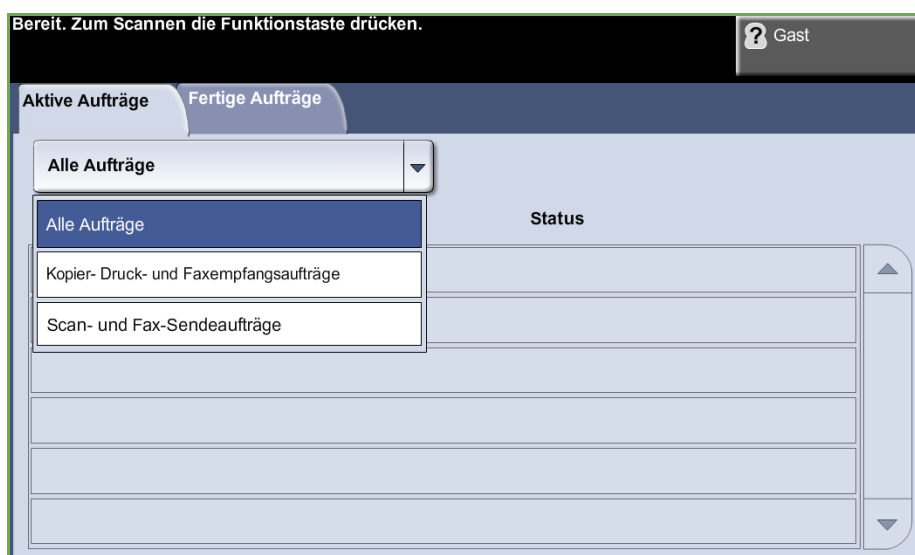 Bereit. Zum Scannen die Funktionstaste drücken.
Gast
Aktive Aufträge
Fertige Aufträge
Alle Aufträge
Alle Aufträge
Status
Kopier- Druck- und Faxempfangsaufträge
Scan- und Fax-Sendeaufträge